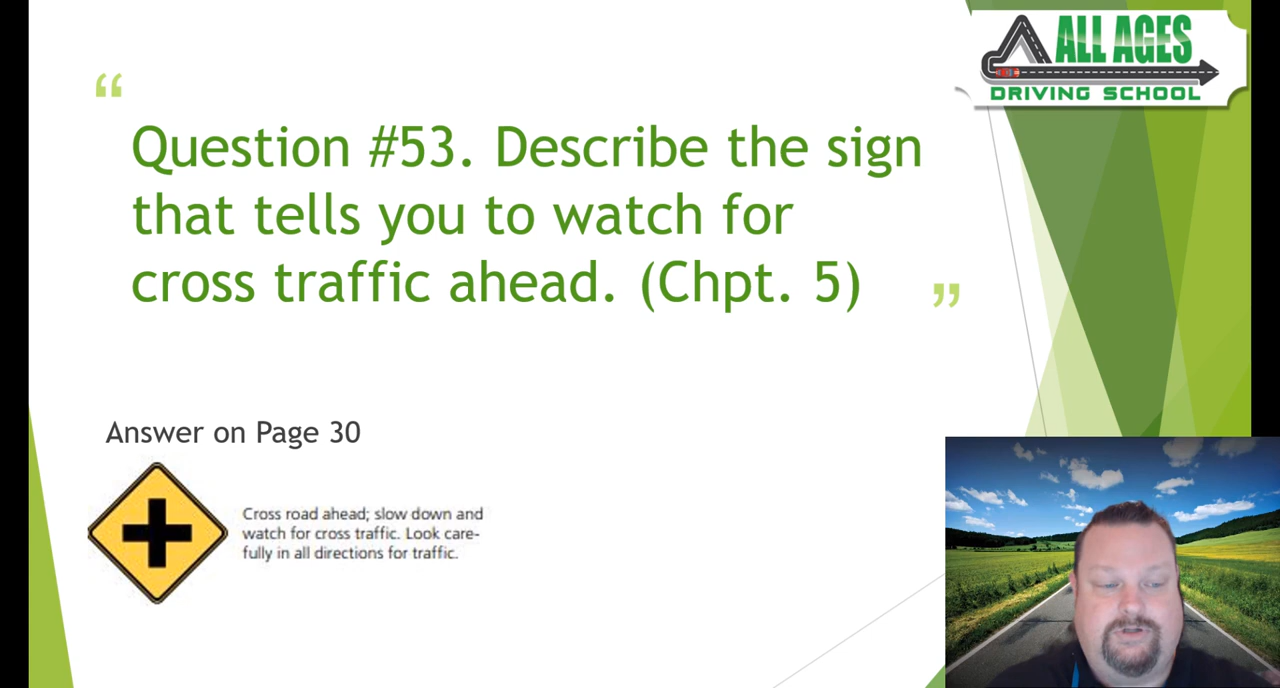 ALL AGES
DRIVING SCHOOL
“
Question #53. Describe the sign
that tells you to watch for
cross traffic ahead. (Chpt. 5)
”
Answer on Page 30
Cross road ahead; slow down and
watch for cross traffic. Look care-
fully in all directions for traffic.